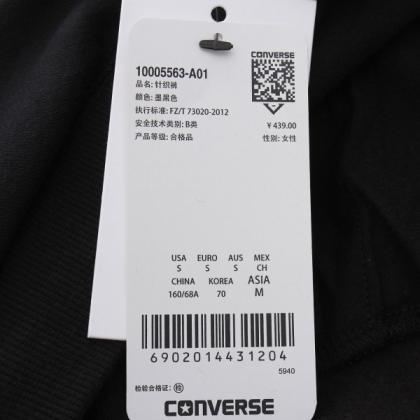 CONVERSE
10005563-A01
品名: 针织裤
颜色: 墨黑色
执行标准: FZ/T 73020-2012
安全技术类别: B类
¥ 439.00
产品等级: 合格品
性别: 女性
USA EURO AUS MEX
S S S CH
CHINA KOREA ASIA
160/68A 70 M
6902014431204
5940
检验合格证: 检
CONVERSE